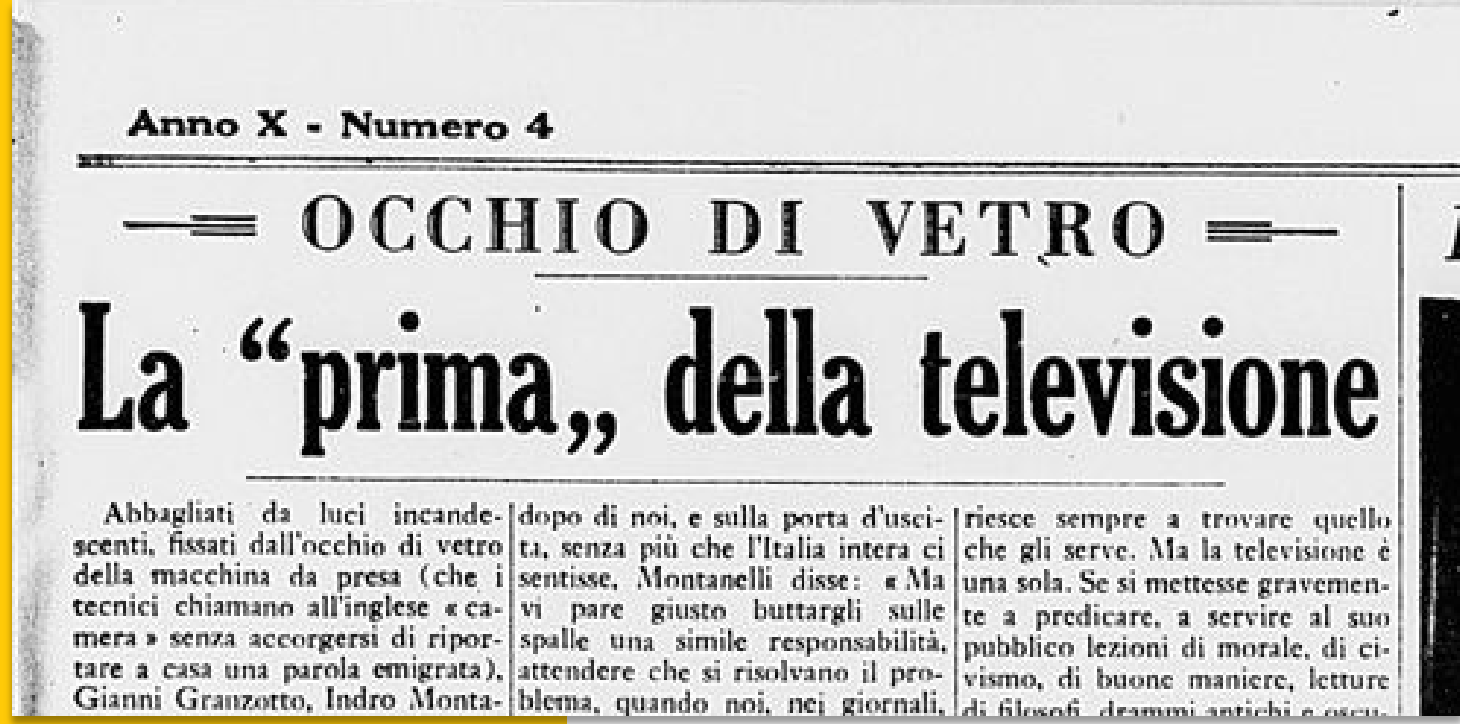 Anno X - Numero 4
OCCHIO DI VETRO
La “prima„ della televisione
Abbagliati da luci incande-
scenti, fissati dall'occhio di vetro
della macchina da presa (che i
tecnici chiamano all'inglese « ca-
mera » senza accorgersi di ripor-
tare a casa una parola emigrata),
Gianni Granzotto, Indro Monta-
dopo di noi, e sulla porta d'usci-
ta, senza più che l'Italia intera ci
sentisse, Montanelli disse: « Ma
vi pare giusto buttargli sulle
spalle una simile responsabilità,
attendere che si risolvano il pro-
blema, quando noi, nei giornali,
riesce sempre a trovare quello
che gli serve. Ma la televisione è
una sola. Se si mettesse gravemen-
te a predicare, a servire al suo
pubblico lezioni di morale, di ci-
vismo, di buone maniere, letture
di filosofi, drammi antichi e oscu-